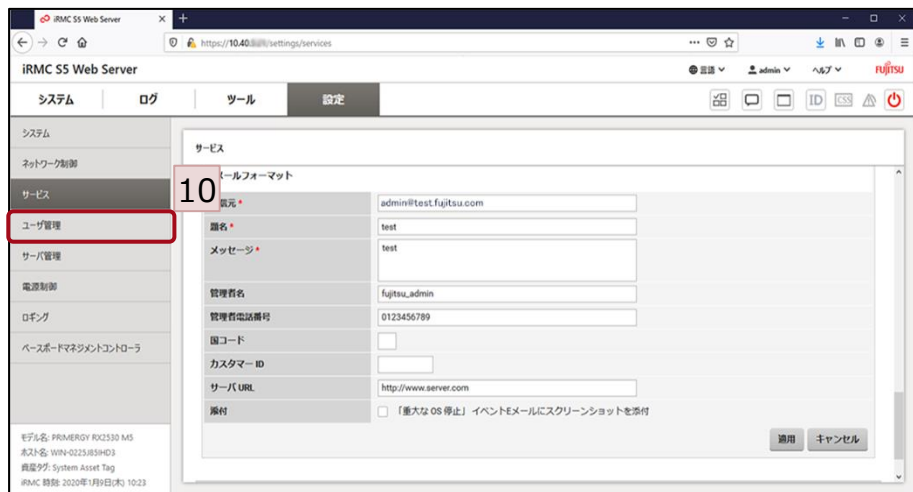 iRMC S5 Web Server
https://10.40. /settings/services
iRMC S5 Web Server
言語 admin ヘルプ FUJITSU
システム ログ ツール 設定
ID CSS
システム
ネットワーク制御
サービス
ユーザ管理
サーバ管理
電源制御
ロギング
ベースボードマネジメントコントローラ
モデル名: PRIMERGY RX2530 M5
ホスト名: WIN-0225J85IHD3
資産タグ: System Asset Tag
iRMC 時刻: 2020年1月9日(木) 10:23
10
サービス
メールフォーマット
信元 * admin@test.fujitsu.com
題名 * test
メッセージ * test
管理者名 fujitsu_admin
管理者電話番号 0123456789
国コード
カスタマー ID
サーバ URL http://www.server.com
添付 「重大な OS 停止」イベントEメールにスクリーンショットを添付
適用 キャンセル